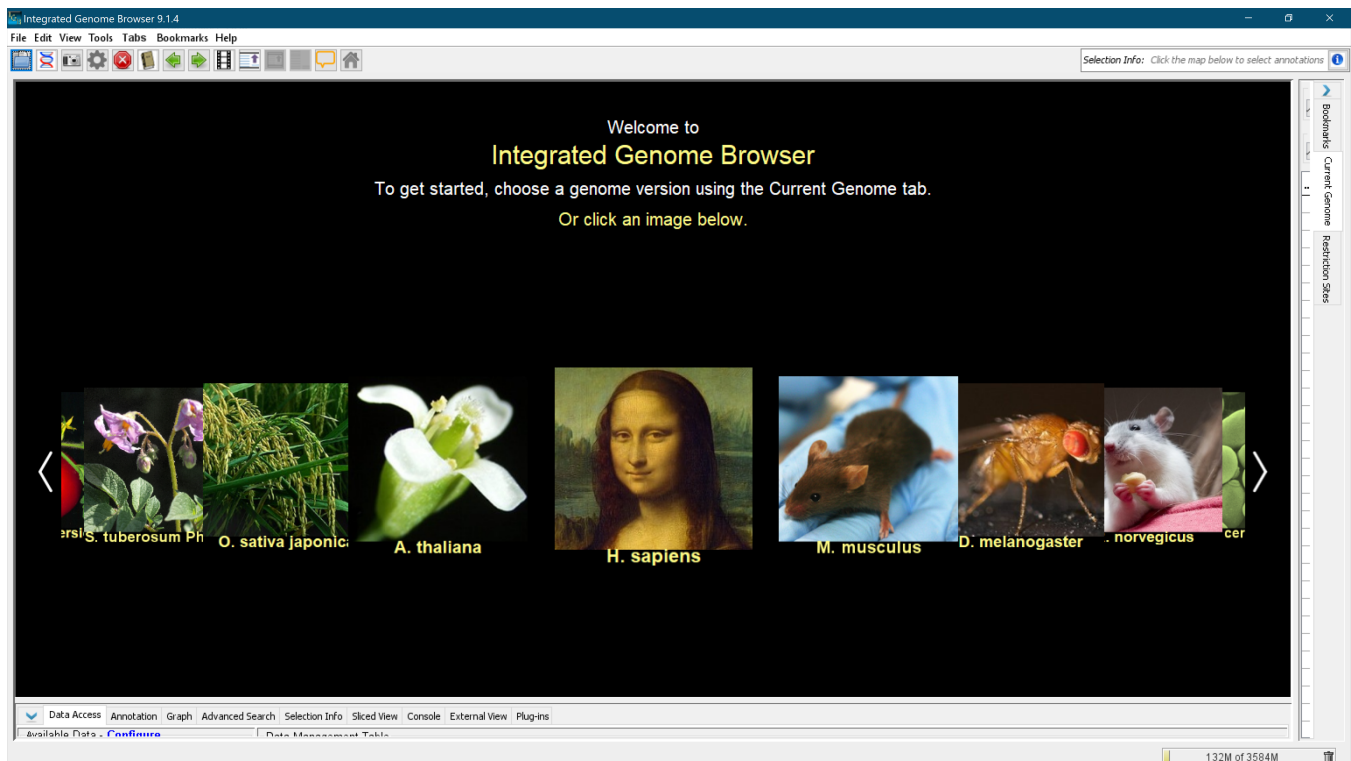 Integrated Genome Browser 9.1.4
File Edit View Tools Tabs Bookmarks Help
Selection Info: Click the map below to select annotations
Welcome to
Integrated Genome Browser
To get started, choose a genome version using the Current Genome tab.
Or click an image below.
ersi
S. tuberosum Ph
O. sativa japonic
A. thaliana
H. sapiens
M. musculus
D. melanogaster
. norvegicus
cer
Bookmarks
Current Genome
Restriction Sites
Data Access Annotation Graph Advanced Search Selection Info Sliced View Console External View Plug-ins
Available Data - Configure
Data Management Table
132M of 3584M